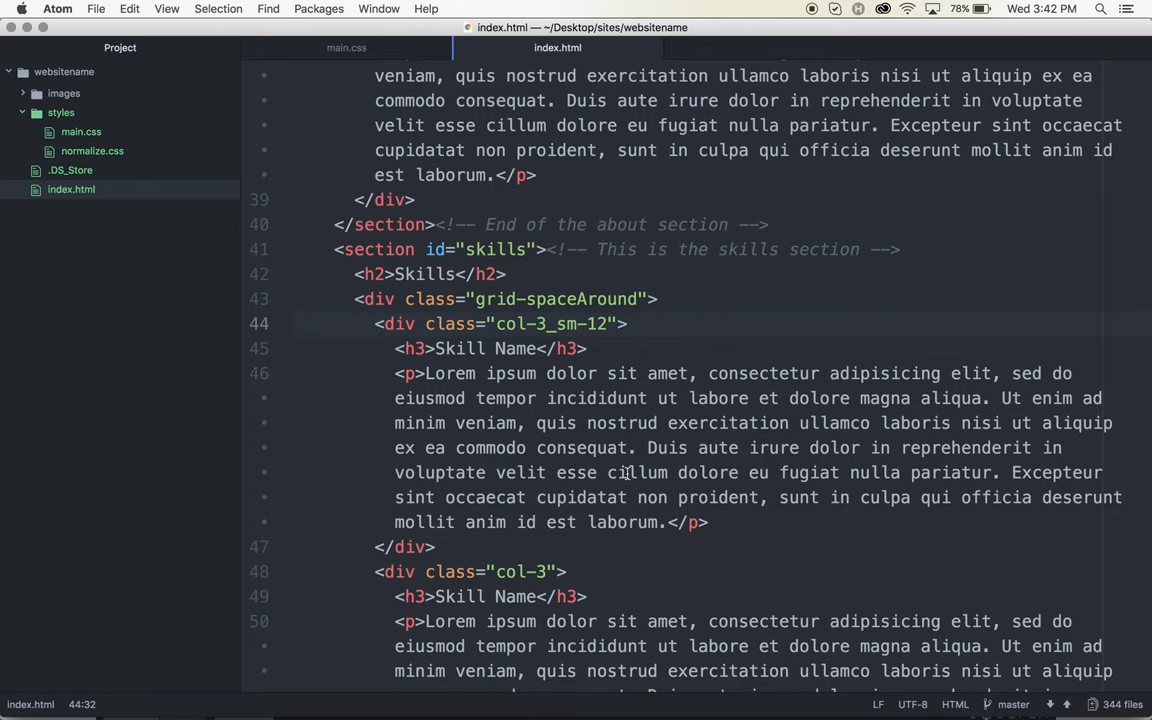 Atom File Edit View Selection Find Packages Window Help 78% Wed 3:42 PM
index.html — ~/Desktop/sites/websitename
Project main.css index.html
websitename
images
styles
main.css
normalize.css
.DS_Store
index.html
veniam, quis nostrud exercitation ullamco laboris nisi ut aliquip ex ea
commodo consequat. Duis aute irure dolor in reprehenderit in voluptate
velit esse cillum dolore eu fugiat nulla pariatur. Excepteur sint occaecat
cupidatat non proident, sunt in culpa qui officia deserunt mollit anim id
est laborum.</p>
39 </div>
40 </section><!-- End of the about section -->
41 <section id="skills"><!-- This is the skills section -->
42 <h2>Skills</h2>
43 <div class="grid-spaceAround">
44 <div class="col-3_sm-12">
45 <h3>Skill Name</h3>
46 <p>Lorem ipsum dolor sit amet, consectetur adipisicing elit, sed do
eiusmod tempor incididunt ut labore et dolore magna aliqua. Ut enim ad
minim veniam, quis nostrud exercitation ullamco laboris nisi ut aliquip
ex ea commodo consequat. Duis aute irure dolor in reprehenderit in
voluptate velit esse cillum dolore eu fugiat nulla pariatur. Excepteur
sint occaecat cupidatat non proident, sunt in culpa qui officia deserunt
mollit anim id est laborum.</p>
47 </div>
48 <div class="col-3">
49 <h3>Skill Name</h3>
50 <p>Lorem ipsum dolor sit amet, consectetur adipisicing elit, sed do
eiusmod tempor incididunt ut labore et dolore magna aliqua. Ut enim ad
minim veniam, quis nostrud exercitation ullamco laboris nisi ut aliquip
index.html 44:32 LF UTF-8 HTML master 344 files